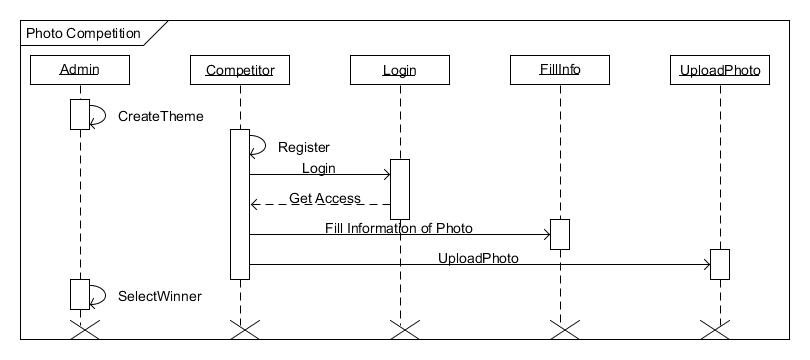 Photo Competition
Admin
Competitor
Login
FillInfo
UploadPhoto
CreateTheme
Register
Login
Get Access
Fill Information of Photo
UploadPhoto
SelectWinner